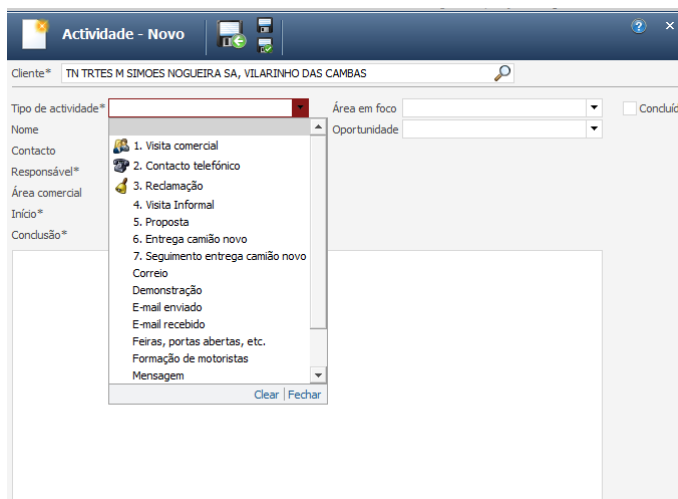 Actividade - Novo
Cliente* TN TRTES M SIMOES NOGUEIRA SA, VILARINHO DAS CAMBAS
Tipo de actividade* Área em foco Concluíd
Nome Oportunidade
Contacto
Responsável*
Área comercial
Início*
Conclusão*
1. Visita comercial
2. Contacto telefónico
3. Reclamação
4. Visita Informal
5. Proposta
6. Entrega camião novo
7. Seguimento entrega camião novo
Correio
Demonstração
E-mail enviado
E-mail recebido
Feiras, portas abertas, etc.
Formação de motoristas
Mensagem
Clear | Fechar